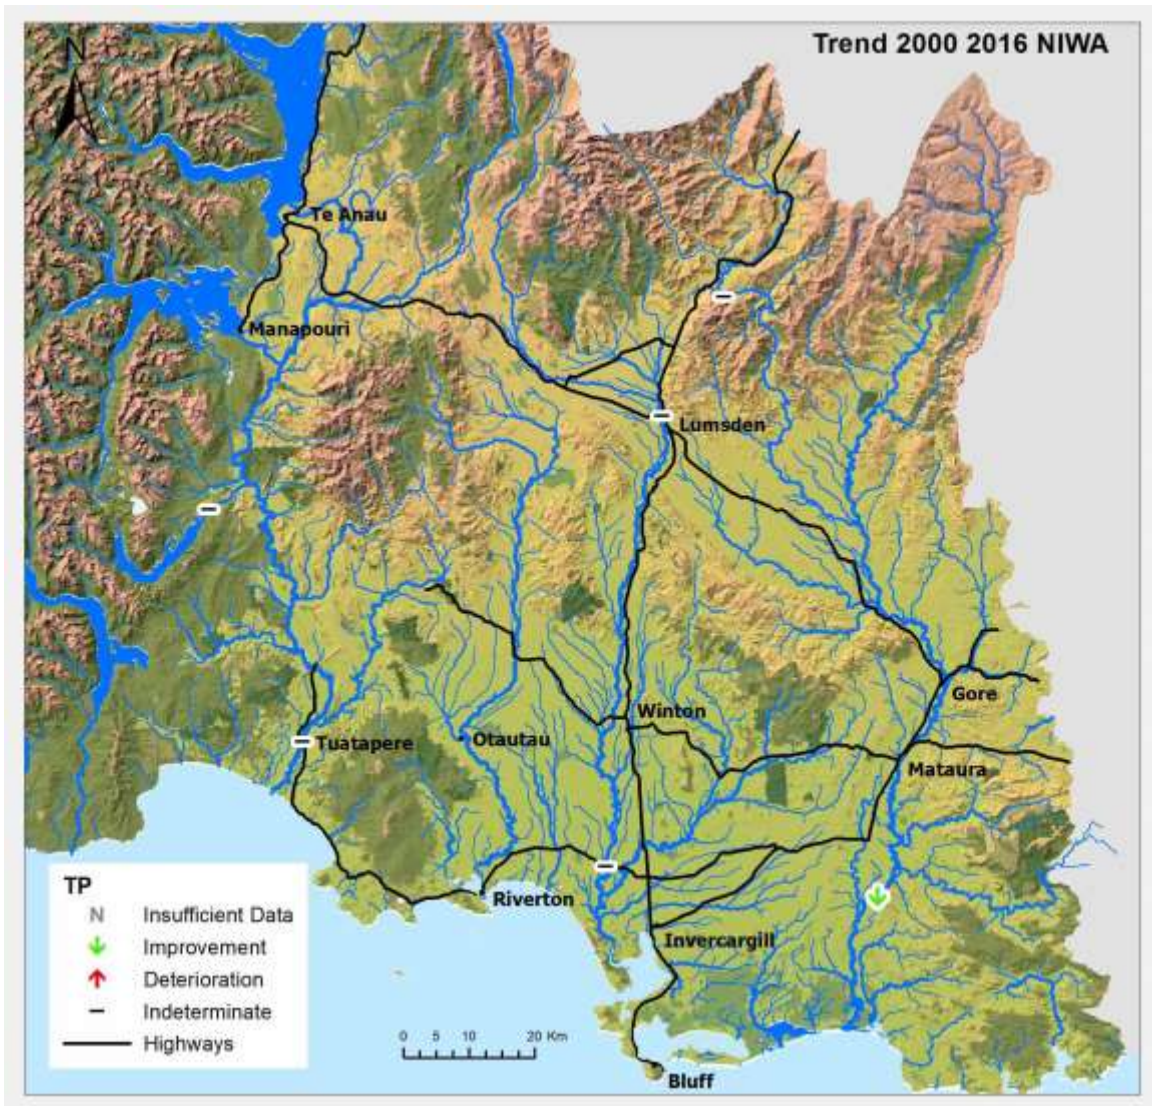 Trend 2000 2016 NIWA
N
Te Anau
Manapouri
Lumsden
Gore
Winton
Otautau
Tuatapere
Mataura
Riverton
Invercargill
Bluff
TP
N Insufficient Data
Improvement
Deterioration
Indeterminate
Highways
0 5 10 20 Km